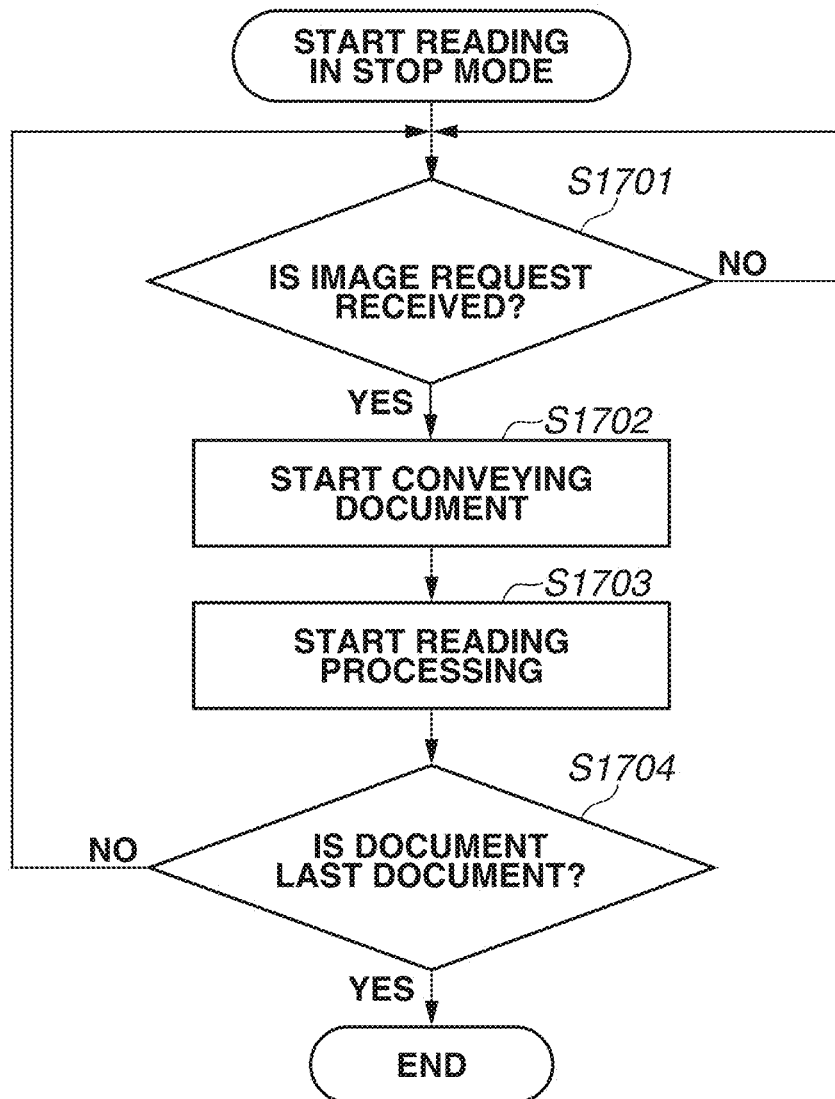 START READING
IN STOP MODE
S1701
IS IMAGE REQUEST
RECEIVED?
NO
YES
S1702
START CONVEYING
DOCUMENT
S1703
START READING
PROCESSING
S1704
IS DOCUMENT
LAST DOCUMENT?
NO
YES
END